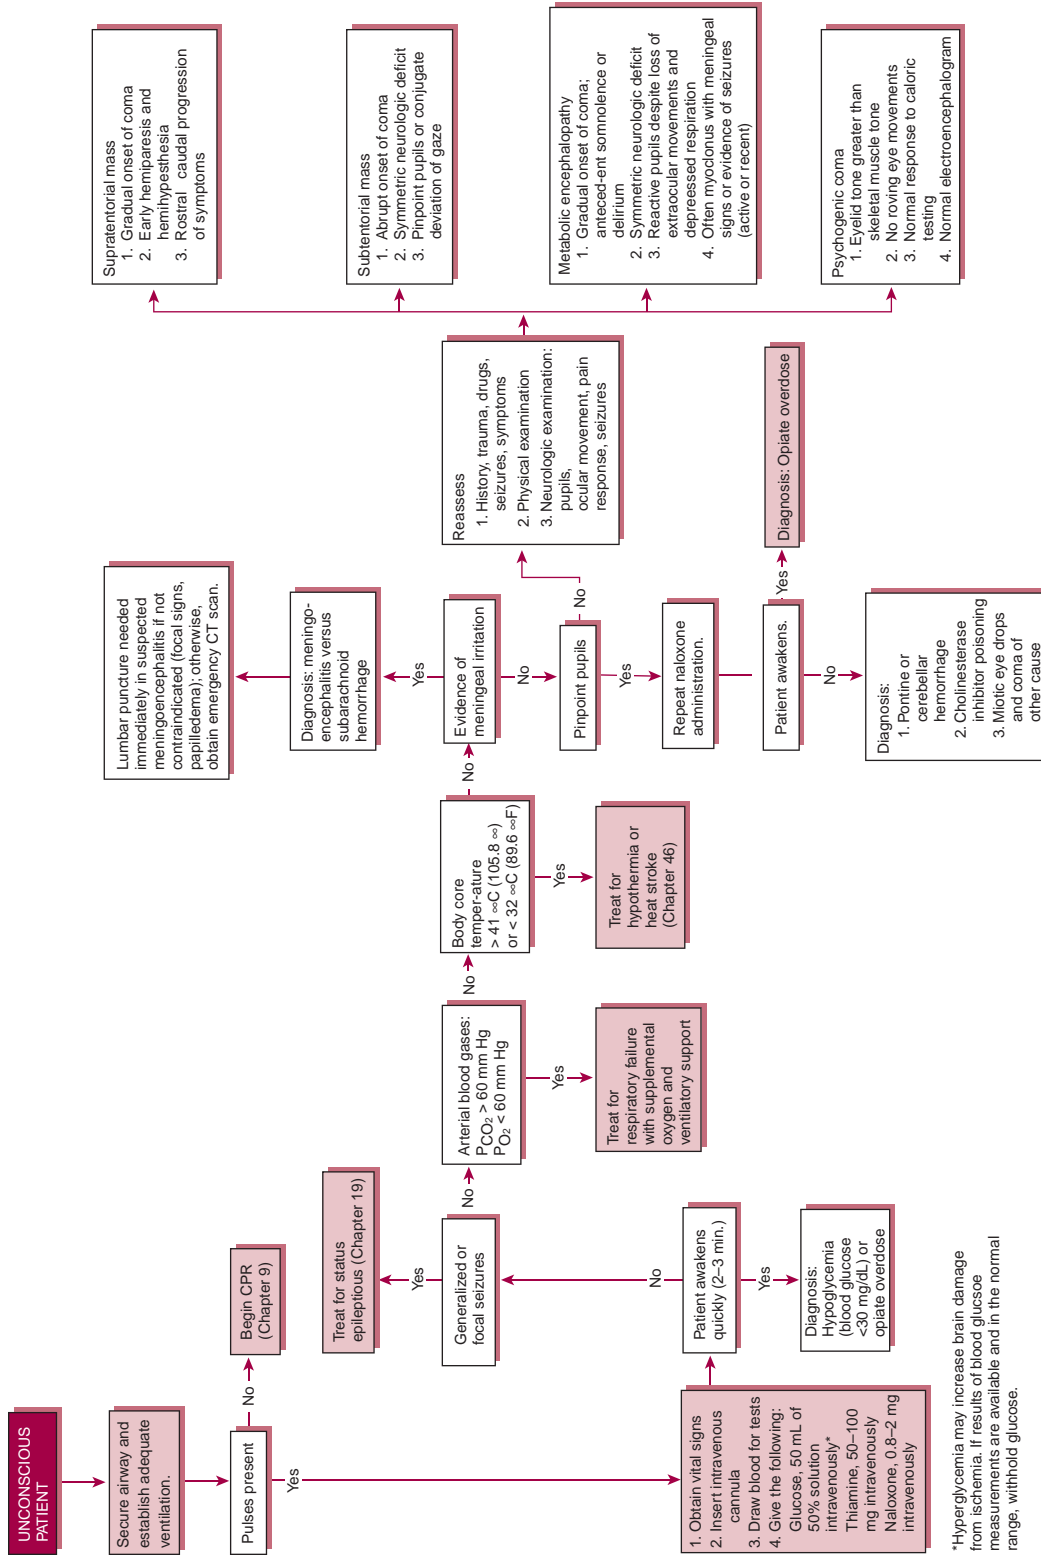 UNCONSCIOUS
PATIENT
Secure airway and
establish adequate
ventilation.
Pulses present
No
Begin CPR
(Chapter 9)
Yes
1. Obtain vital signs
2. Insert intravenous
cannula
3. Draw blood for tests
4. Give the following:
Glucose, 50 mL of
50% solution
intravenously*
Thiamine, 50–100
mg intravenously
Naloxone, 0.8–2 mg
intravenously
Patient awakens
quickly (2–3 min.)
Yes
Diagnosis:
Hypoglycemia
(blood glucose
<30 mg/dL) or
opiate overdose
No
Generalized or
focal seizures
Yes
Treat for status
epileptious (Chapter 19)
No
Arterial blood gases:
PCO2 > 60 mm Hg
PO2 < 60 mm Hg
Yes
Treat for
respiratory failure
with supplemental
oxygen and
ventilatory support
No
Body core
temper-ature
> 41 ∞C (105.8 ∞)
or < 32 ∞C (89.6 ∞F)
Yes
Treat for
hypothermia or
heat stroke
(Chapter 46)
No
Evidence of
meningeal irritation
Yes
Diagnosis: meningo-
encephalitis versus
subarachnoid
hemorrhage
Lumbar puncture needed
immediately in suspected
meningoencephalitis if not
contraindicated (focal signs,
papilledema); otherwise,
obtain emergency CT scan.
No
Pinpoint pupils
Yes
Repeat naloxone
administration.
Patient awakens.
Yes
Diagnosis: Opiate overdose
No
Diagnosis:
1. Pontine or
cerebellar
hemorrhage
2. Cholinesterase
inhibitor poisoning
3. Miotic eye drops
and coma of
other cause
No
Reassess
1. History, trauma, drugs,
seizures, symptoms
2. Physical examination
3. Neurologic examination:
pupils,
ocular movement, pain
response, seizures
Supratentorial mass
1. Gradual onset of coma
2. Early hemiparesis and
hemihypesthesia
3. Rostral caudal progression
of symptoms
Subtentorial mass
1. Abrupt onset of coma
2. Symmetric neurologic deficit
3. Pinpoint pupils or conjugate
deviation of gaze
Metabolic encephalopathy
1. Gradual onset of coma;
anteced-ent somnolence or
delirium
2. Symmetric neurologic deficit
3. Reactive pupils despite loss of
extraocular movements and
depreessed respiration
4. Often myoclonus with meningeal
signs or evidence of seizures
(active or recent)
Psychogenic coma
1. Eyelid tone greater than
skeletal muscle tone
2. No roving eye movements
3. Normal response to caloric
testing
4. Normal electroencephalogram
*Hyperglycemia may increase brain damage
from ischemia. If results of blood glucsoe
measurements are available and in the normal
range, withhold glucose.